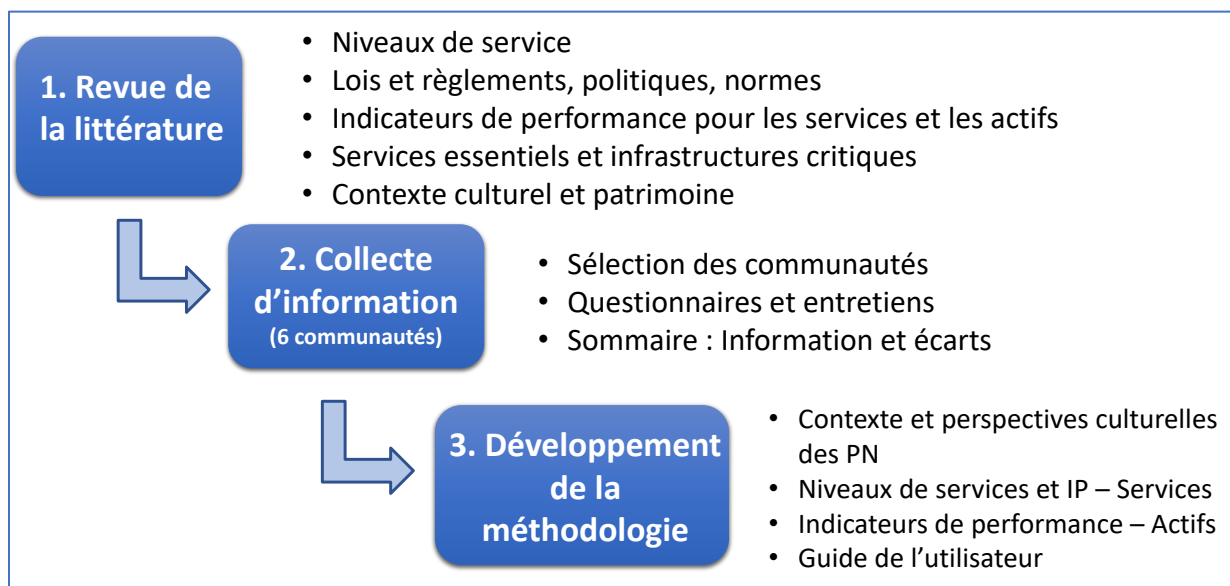 1. Revue de
la littérature
• Niveaux de service
• Lois et règlements, politiques, normes
• Indicateurs de performance pour les services et les actifs
• Services essentiels et infrastructures critiques
• Contexte culturel et patrimoine
2. Collecte
d’information
(6 communautés)
• Sélection des communautés
• Questionnaires et entretiens
• Sommaire : Information et écarts
3. Développement
de la
méthodologie
• Contexte et perspectives culturelles
des PN
• Niveaux de services et IP – Services
• Indicateurs de performance – Actifs
• Guide de l’utilisateur